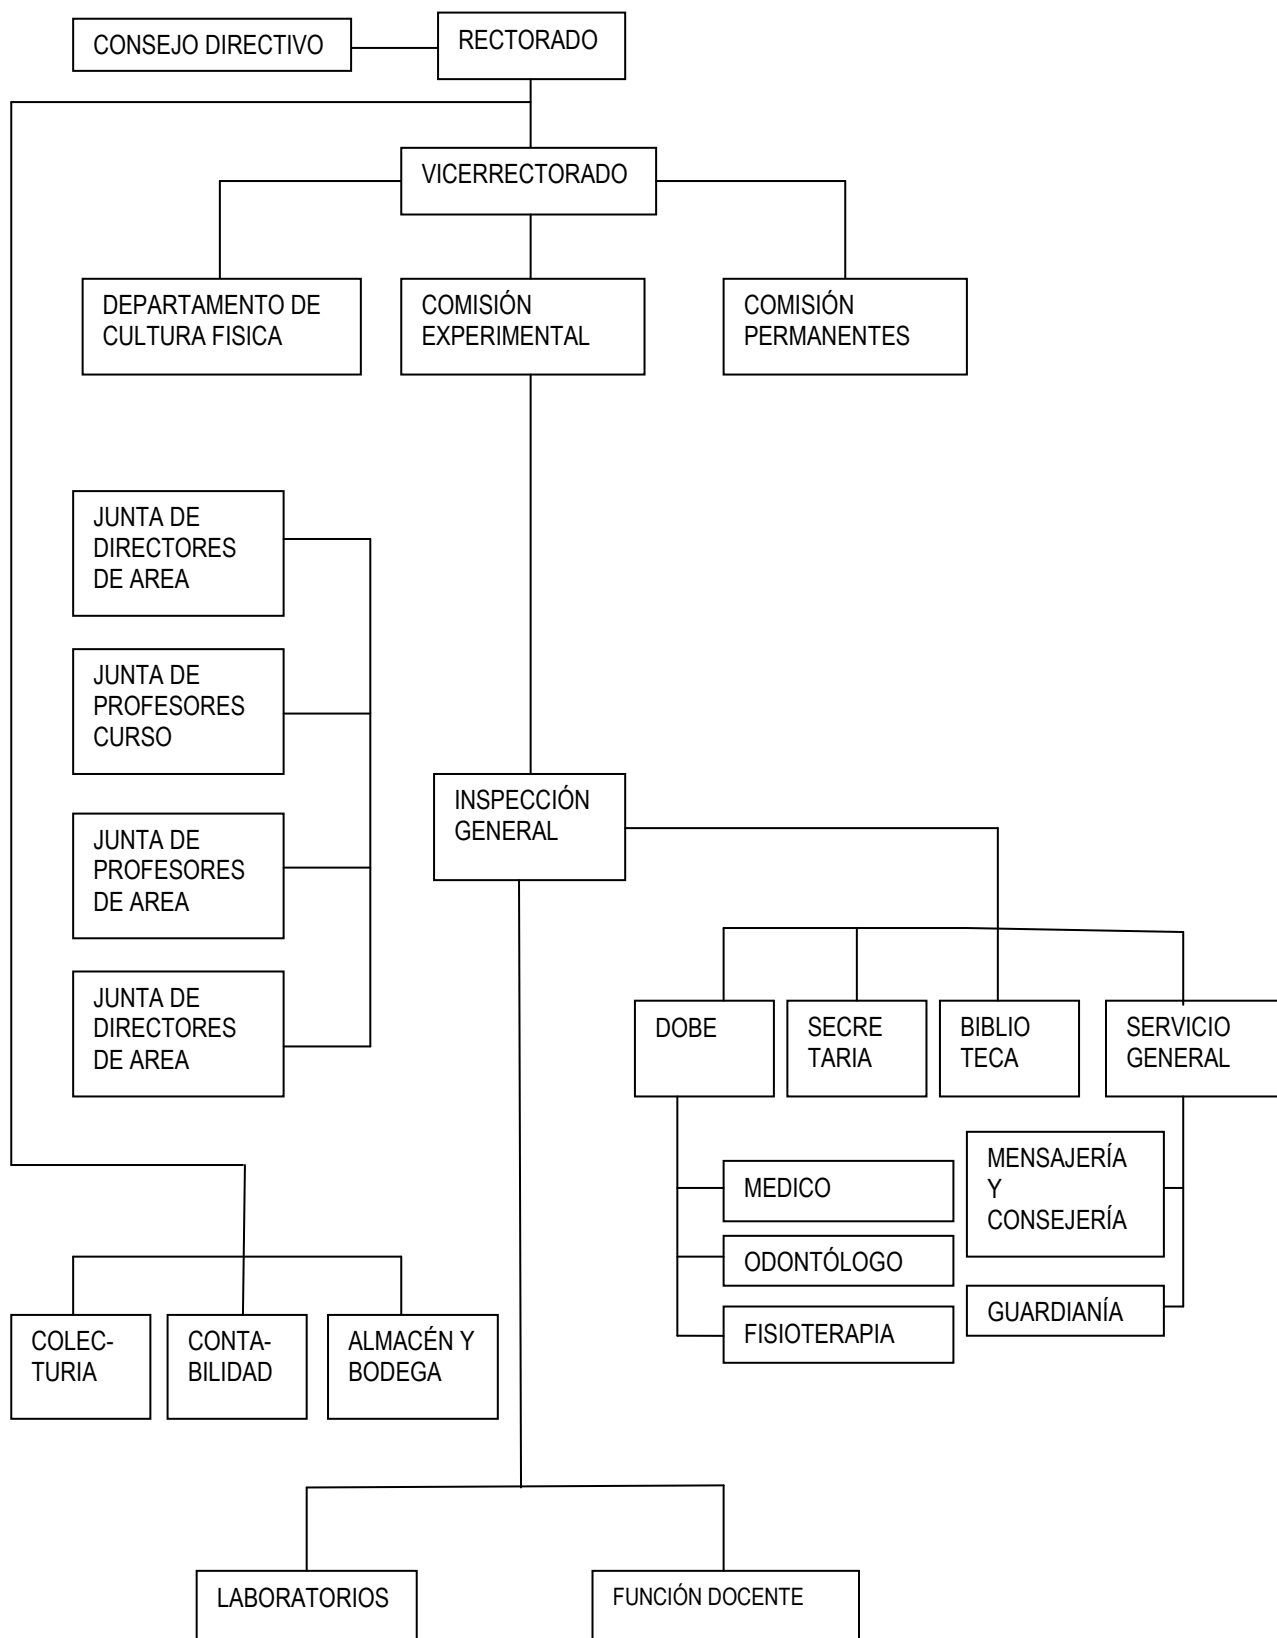 CONSEJO DIRECTIVO
RECTORADO
VICERRECTORADO
DEPARTAMENTO DE
CULTURA FISICA
COMISIÓN
EXPERIMENTAL
COMISIÓN
PERMANENTES
JUNTA DE
DIRECTORES
DE AREA
JUNTA DE
PROFESORES
CURSO
JUNTA DE
PROFESORES
DE AREA
JUNTA DE
DIRECTORES
DE AREA
INSPECCIÓN
GENERAL
DOBE
SECRE
TARIA
BIBLIO
TECA
SERVICIO
GENERAL
MEDICO
ODONTÓLOGO
FISIOTERAPIA
MENSAJERÍA
Y
CONSEJERÍA
GUARDIANÍA
COLEC-
TURIA
CONTA-
BILIDAD
ALMACÉN Y
BODEGA
LABORATORIOS
FUNCIÓN DOCENTE